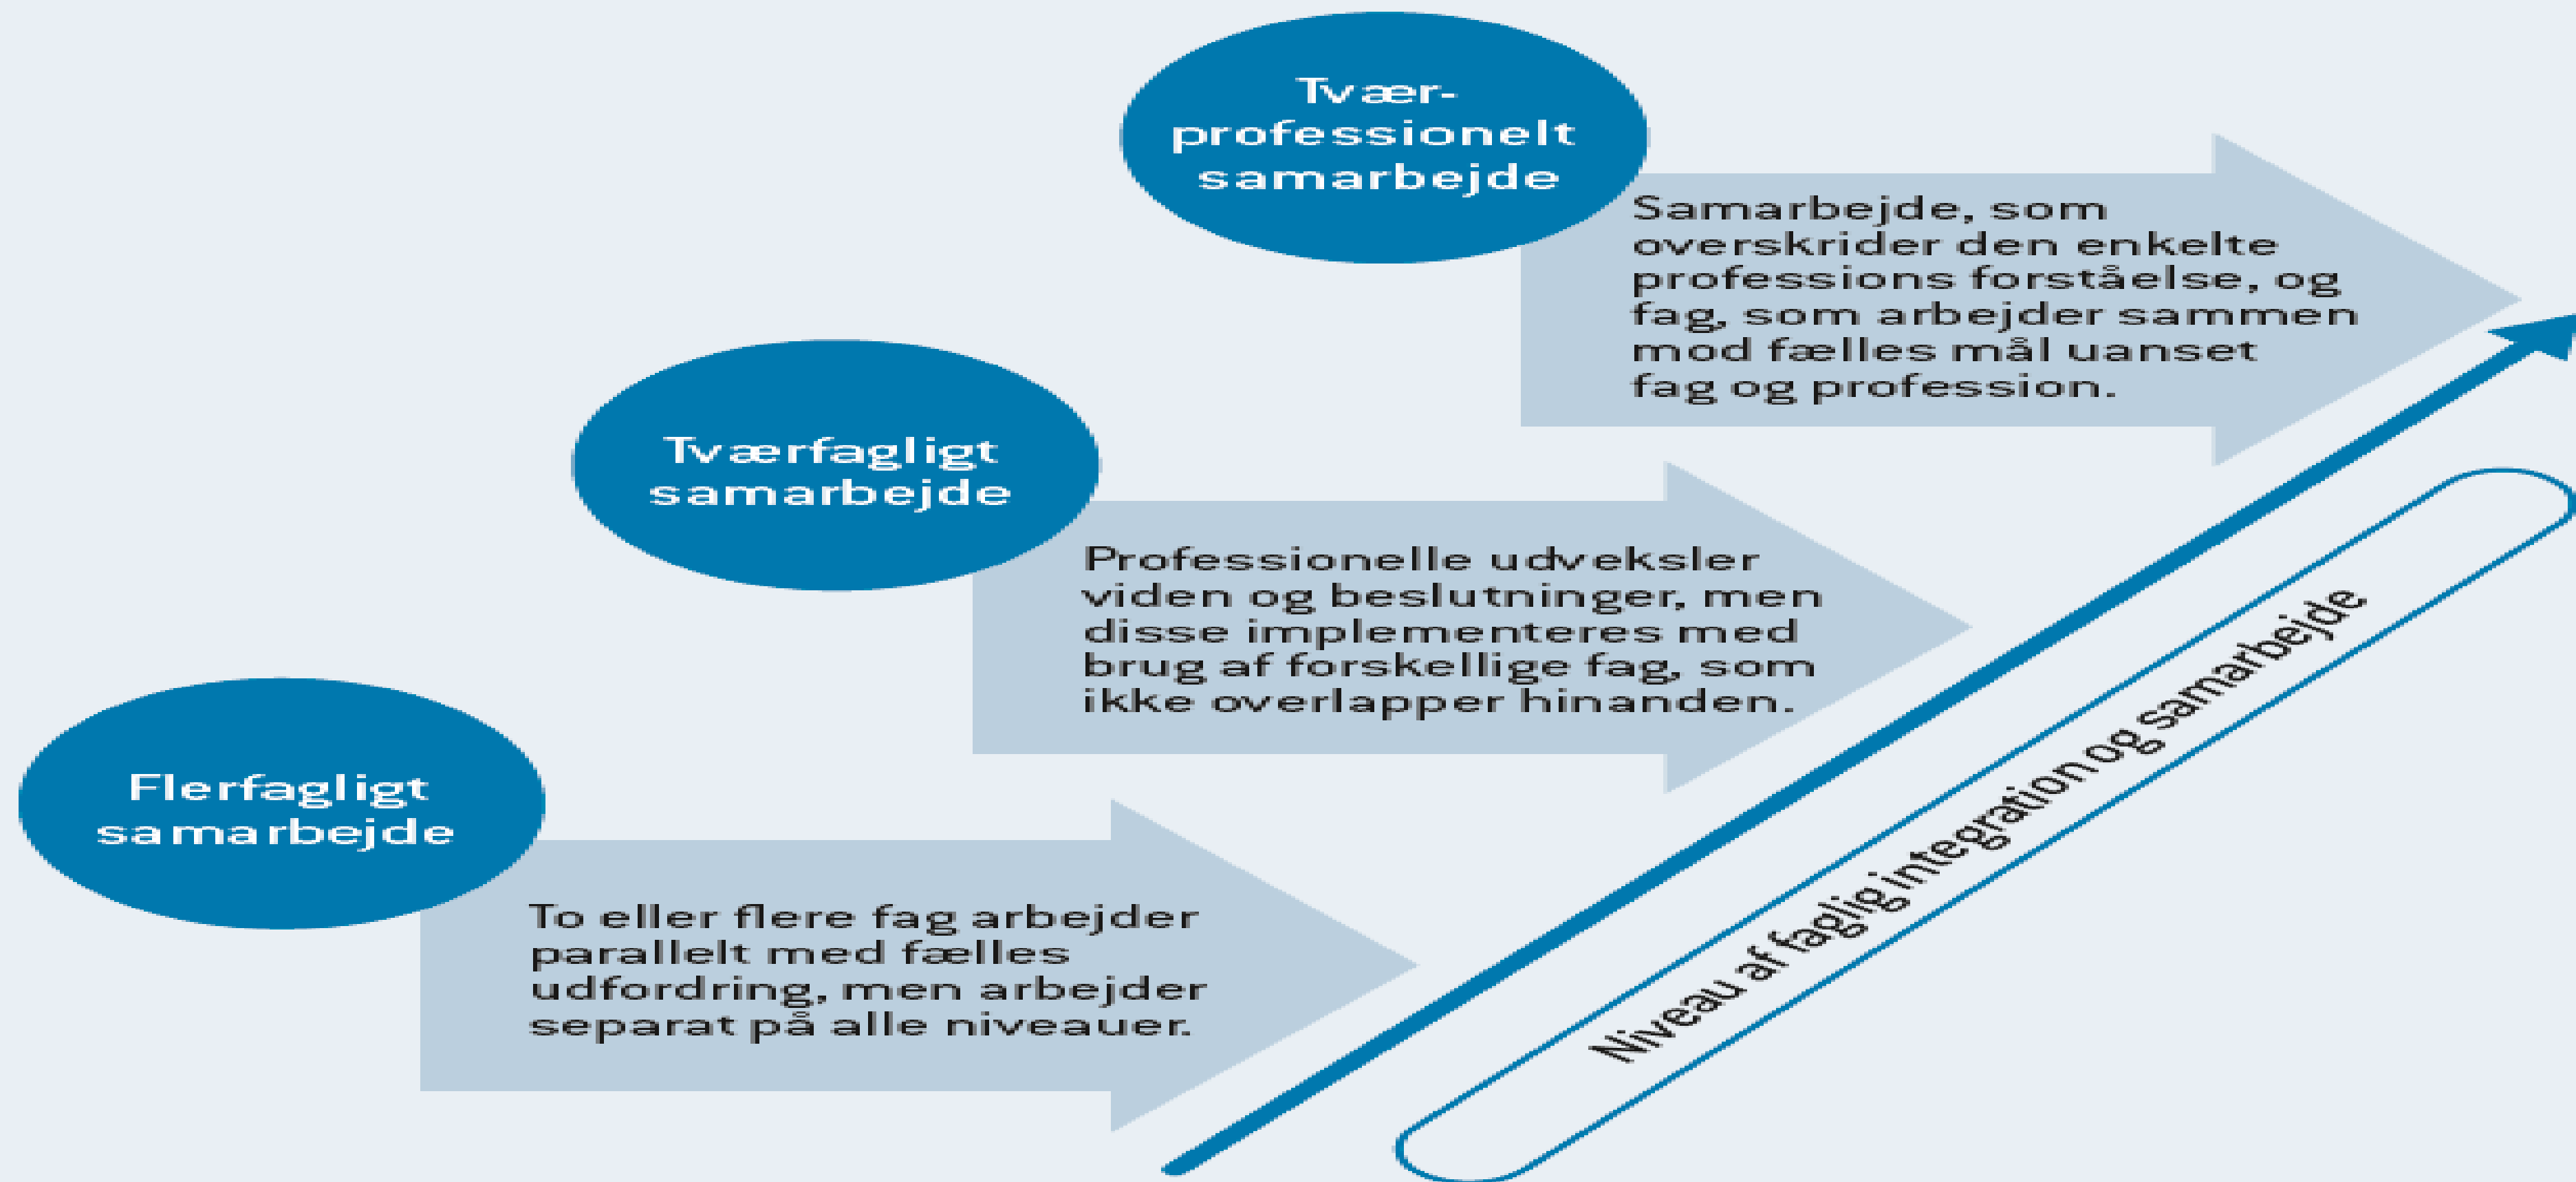 Tvær-
professionelt
samarbejde
Samarbejde, som
overskrider den enkelte
professions forståelse, og
fag, som arbejder sammen
mod fælles mål uanset
fag og profession.
Tværfagligt
samarbejde
Professionelle udveksler
viden og beslutninger, men
disse implementeres med
brug af forskellige fag, som
ikke overlapper hinanden.
Flerfagligt
samarbejde
To eller flere fag arbejder
parallelt med fælles
udfordring, men arbejder
separat på alle niveauer.
Niveau af faglig integration og samarbejde